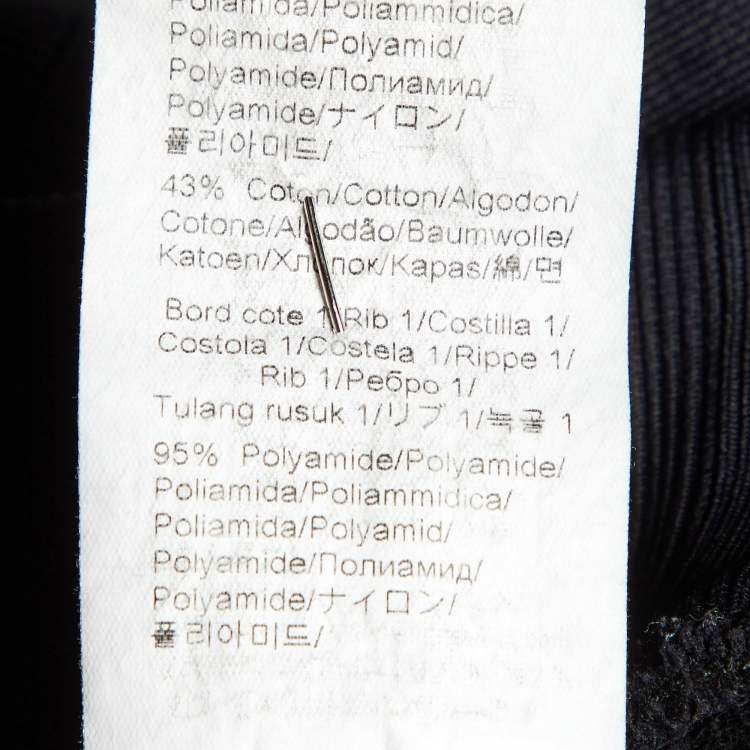 Poliamida/Poliammidica/
Poliamida/Polyamid/
Polyamide/Полиамид/
Polyamide/ナイロン/
폴리아미드/
43% Coton/Cotton/Algodon/
Cotone/Algodão/Baumwolle/
Katoen/Хлопок/Kapas/綿/면
Bord cote 1/Rib 1/Costilla 1/
Costola 1/Costela 1/Rippe 1/
Rib 1/Ребро 1/
Tulang rusuk 1/リブ 1/늑골 1
95% Polyamide/Polyamide/
Poliamida/Poliammidica/
Poliamida/Polyamid/
Polyamide/Полиамид/
Polyamide/ナイロン/
폴리아미드/